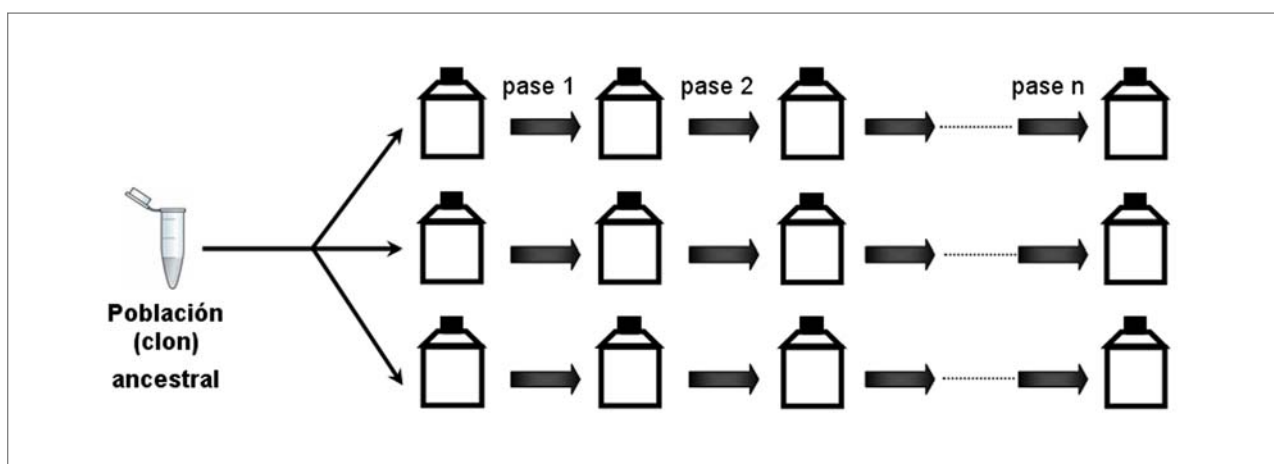 pase 1
pase 2
pase n
Población
(clon)
ancestral